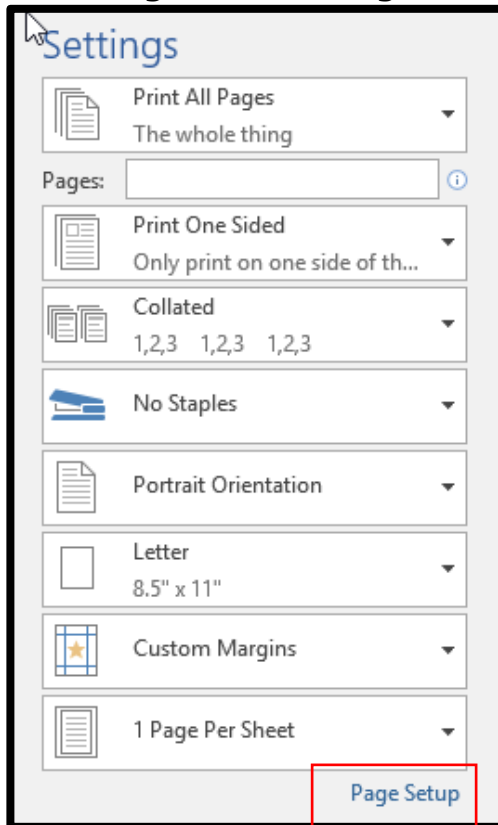 Settings
Print All Pages
The whole thing
Pages:
Print One Sided
Only print on one side of th...
Collated
1,2,3 1,2,3 1,2,3
No Staples
Portrait Orientation
Letter
8.5" x 11"
Custom Margins
1 Page Per Sheet
Page Setup